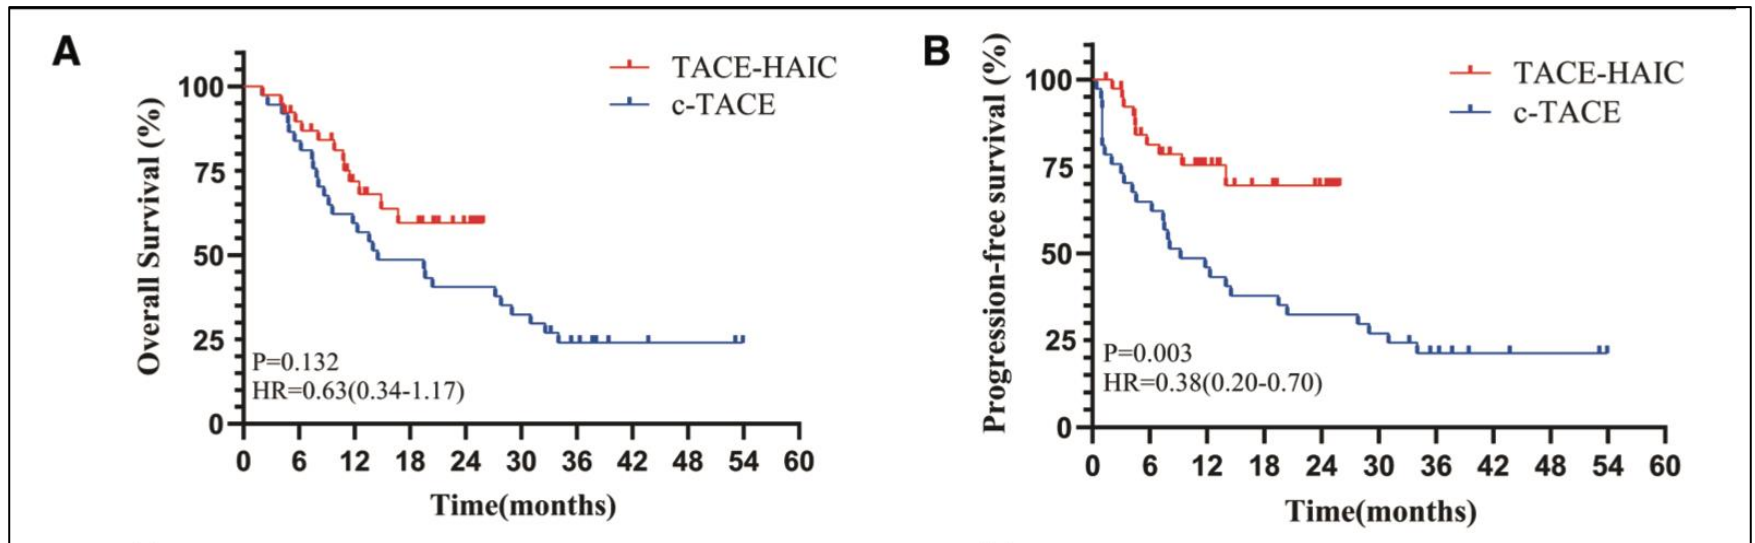 A
Overall Survival (%)
100
75
50
25
0
TACE-HAIC
c-TACE
P=0.132
HR=0.63(0.34-1.17)
0 6 12 18 24 30 36 42 48 54 60
Time(months)
B
Progression-free survival (%)
100
75
50
25
0
TACE-HAIC
c-TACE
P=0.003
HR=0.38(0.20-0.70)
0 6 12 18 24 30 36 42 48 54 60
Time(months)